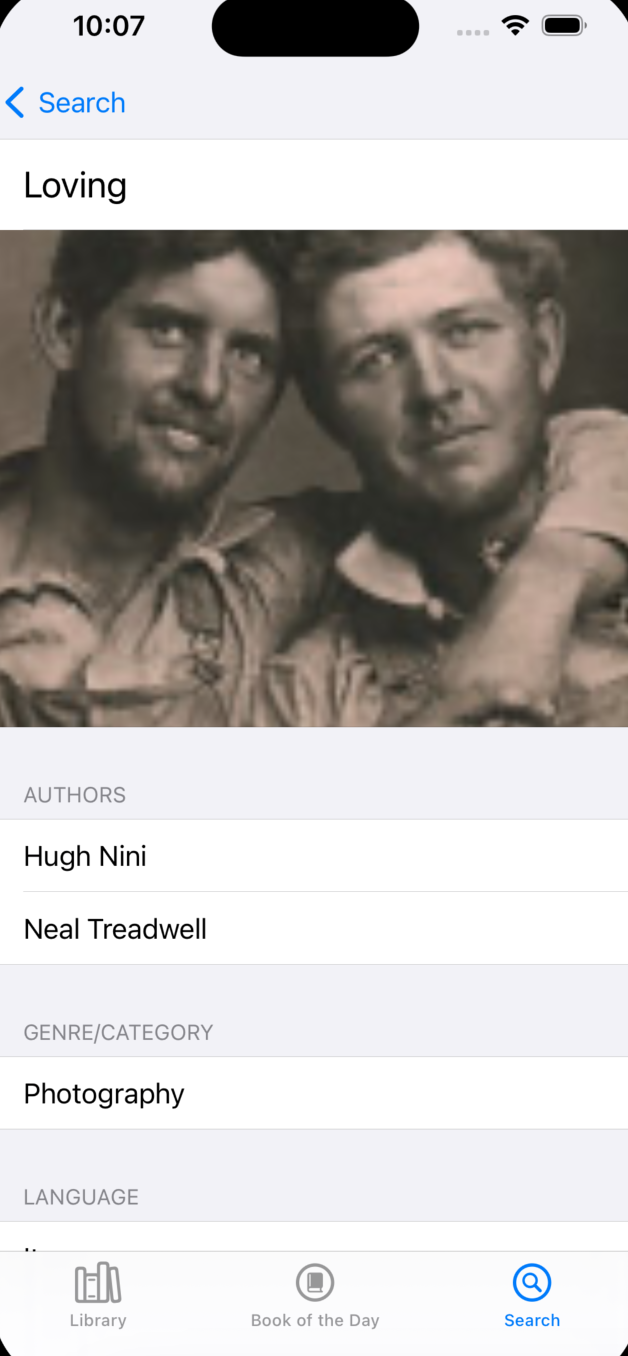 10:07
Search
Loving
AUTHORS
Hugh Nini
Neal Treadwell
GENRE/CATEGORY
Photography
LANGUAGE
Library
Book of the Day
Search